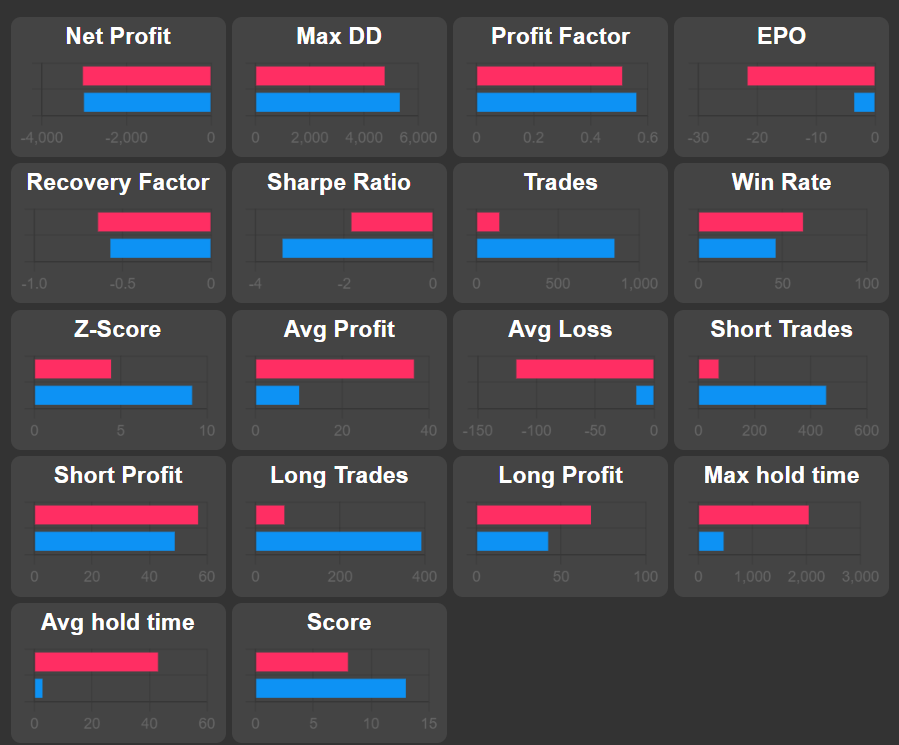 Net Profit
-4,000 -2,000 0
Max DD
0 2,000 4,000 6,000
Profit Factor
0 0.2 0.4 0.6
EPO
-30 -20 -10 0
Recovery Factor
-1.0 -0.5 0
Sharpe Ratio
-4 -2 0
Trades
0 500 1,000
Win Rate
0 50 100
Z-Score
0 5 10
Avg Profit
0 20 40
Avg Loss
-150 -100 -50 0
Short Trades
0 200 400 600
Short Profit
0 20 40 60
Long Trades
0 200 400
Long Profit
0 50 100
Max hold time
0 1,000 2,000 3,000
Avg hold time
0 20 40 60
Score
0 5 10 15